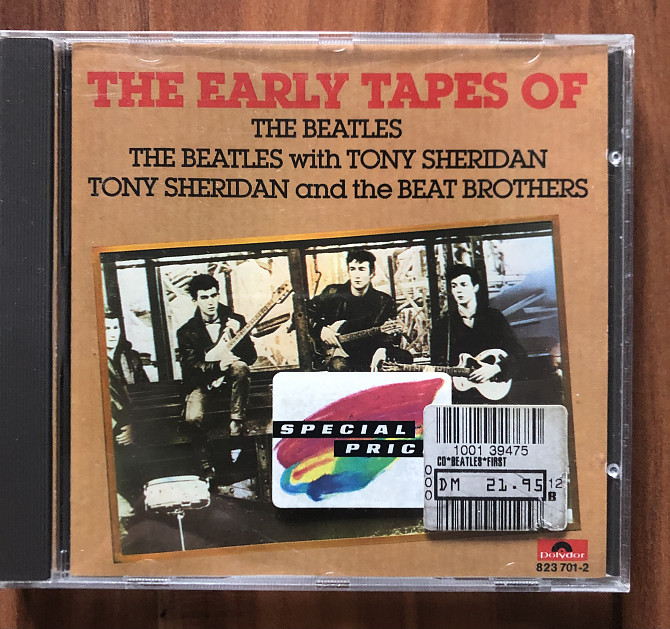 THE EARLY TAPES OF
THE BEATLES
THE BEATLES with TONY SHERIDAN
TONY SHERIDAN and the BEAT BROTHERS
SPECIAL
PRIC
1001 39475
CD*BEATLES*FIRST
000
DM 21.95
12
B
Polydor
823 701-2